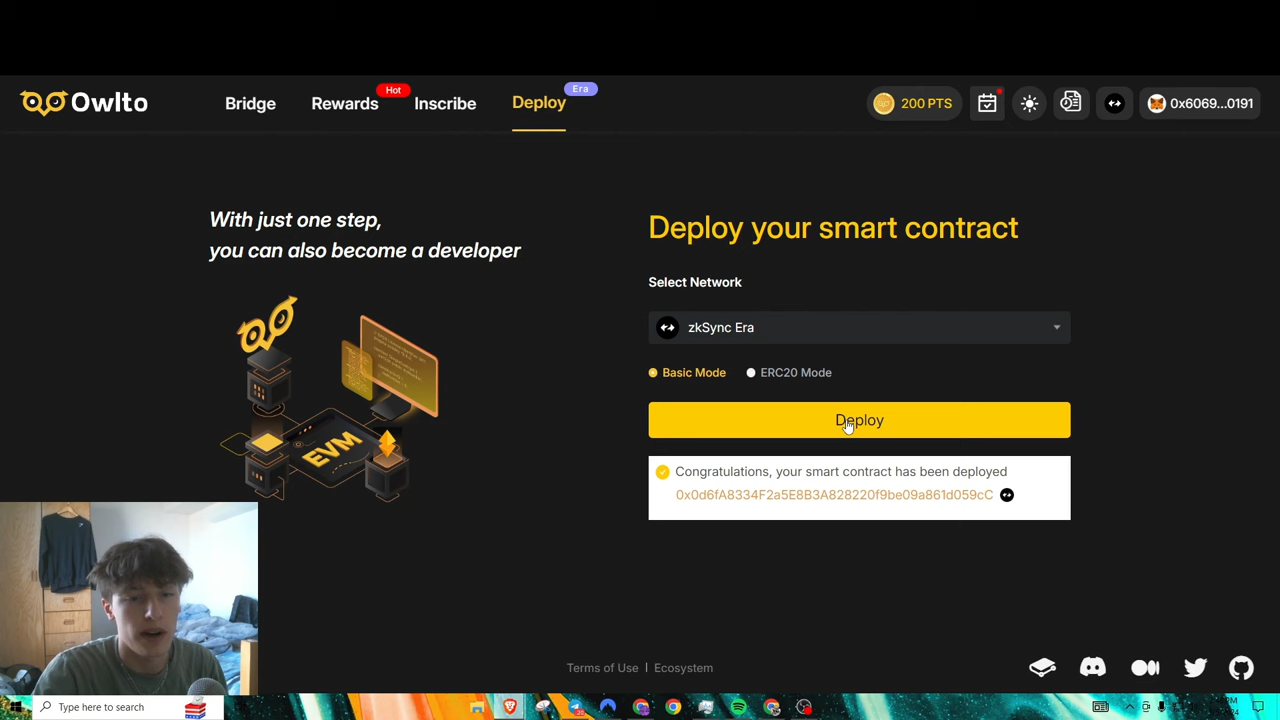 Owlto
Bridge
Rewards
Hot
Inscribe
Deploy
Era
200 PTS
0x6069...0191
With just one step,
you can also become a developer
EVM
Deploy your smart contract
Select Network
zkSync Era
Basic Mode
ERC20 Mode
Deploy
Congratulations, your smart contract has been deployed
0x0d6fA8334F2a5E8B3A828220f9be09a861d059cC
Terms of Use | Ecosystem
Type here to search